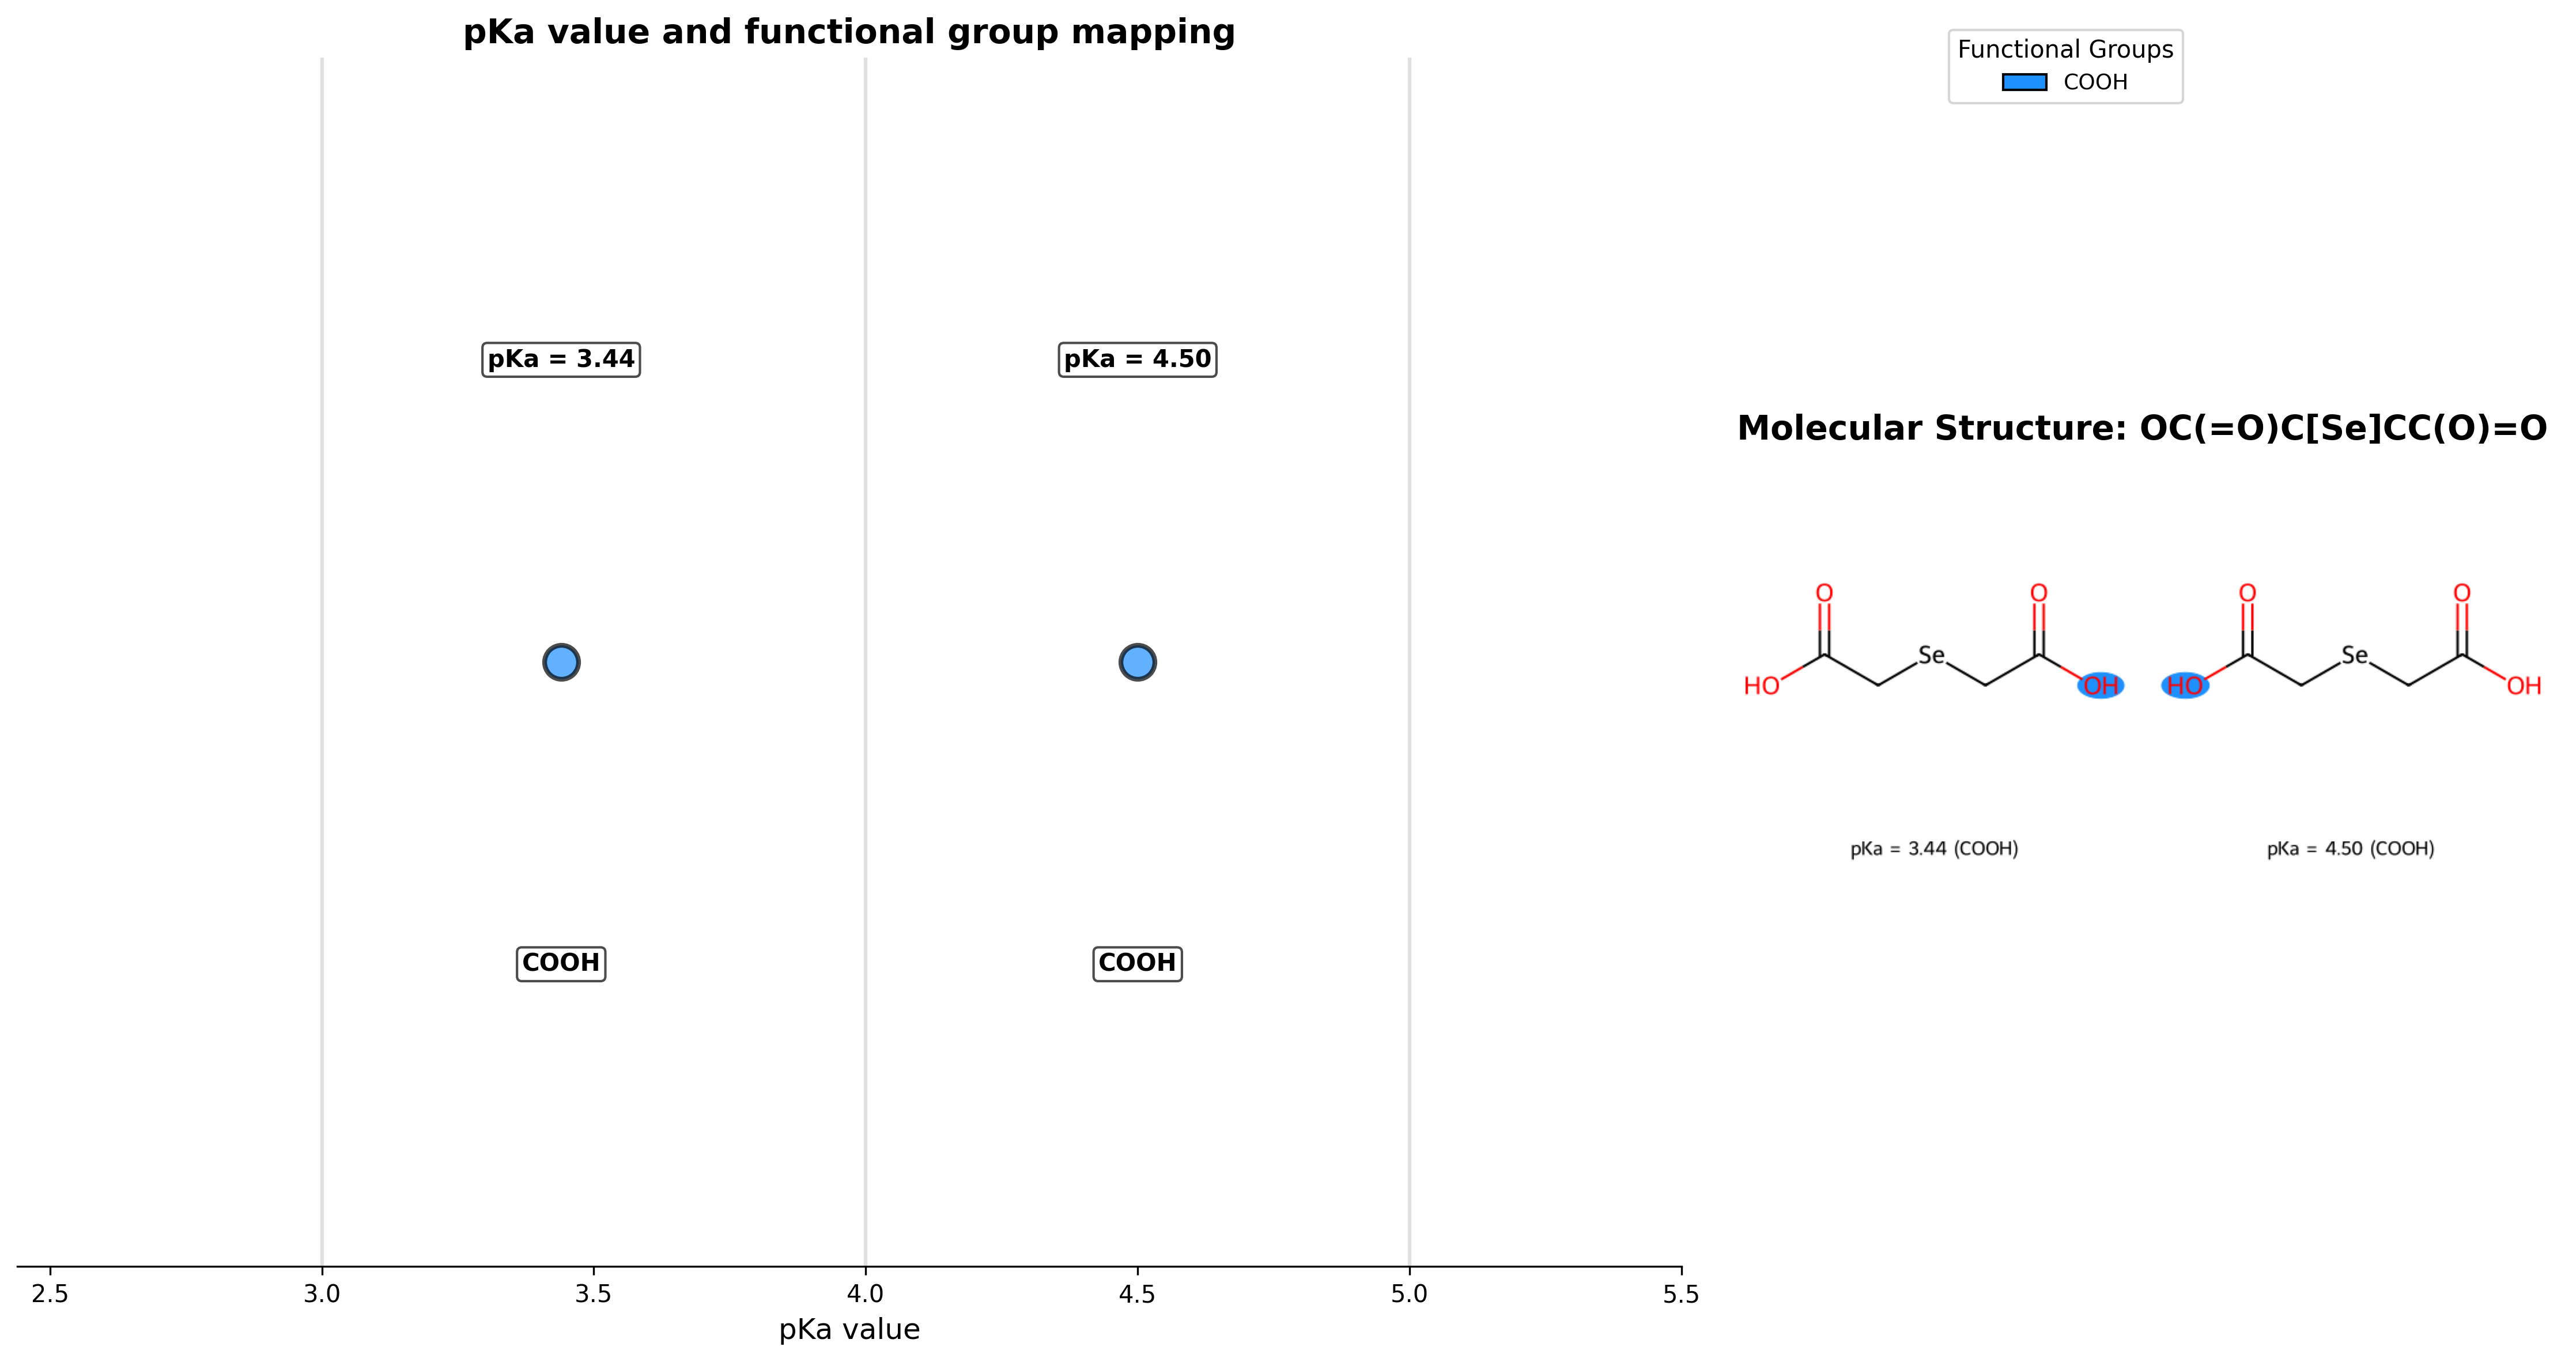 pKa value and functional group mapping
Functional Groups
COOH
pKa = 3.44
pKa = 4.50
Molecular Structure: OC(=O)C[Se]CC(O)=O
O O O O
Se Se
HO OH HO OH
pKa = 3.44 (COOH) pKa = 4.50 (COOH)
COOH COOH
2.5 3.0 3.5 4.0 4.5 5.0 5.5
pKa value